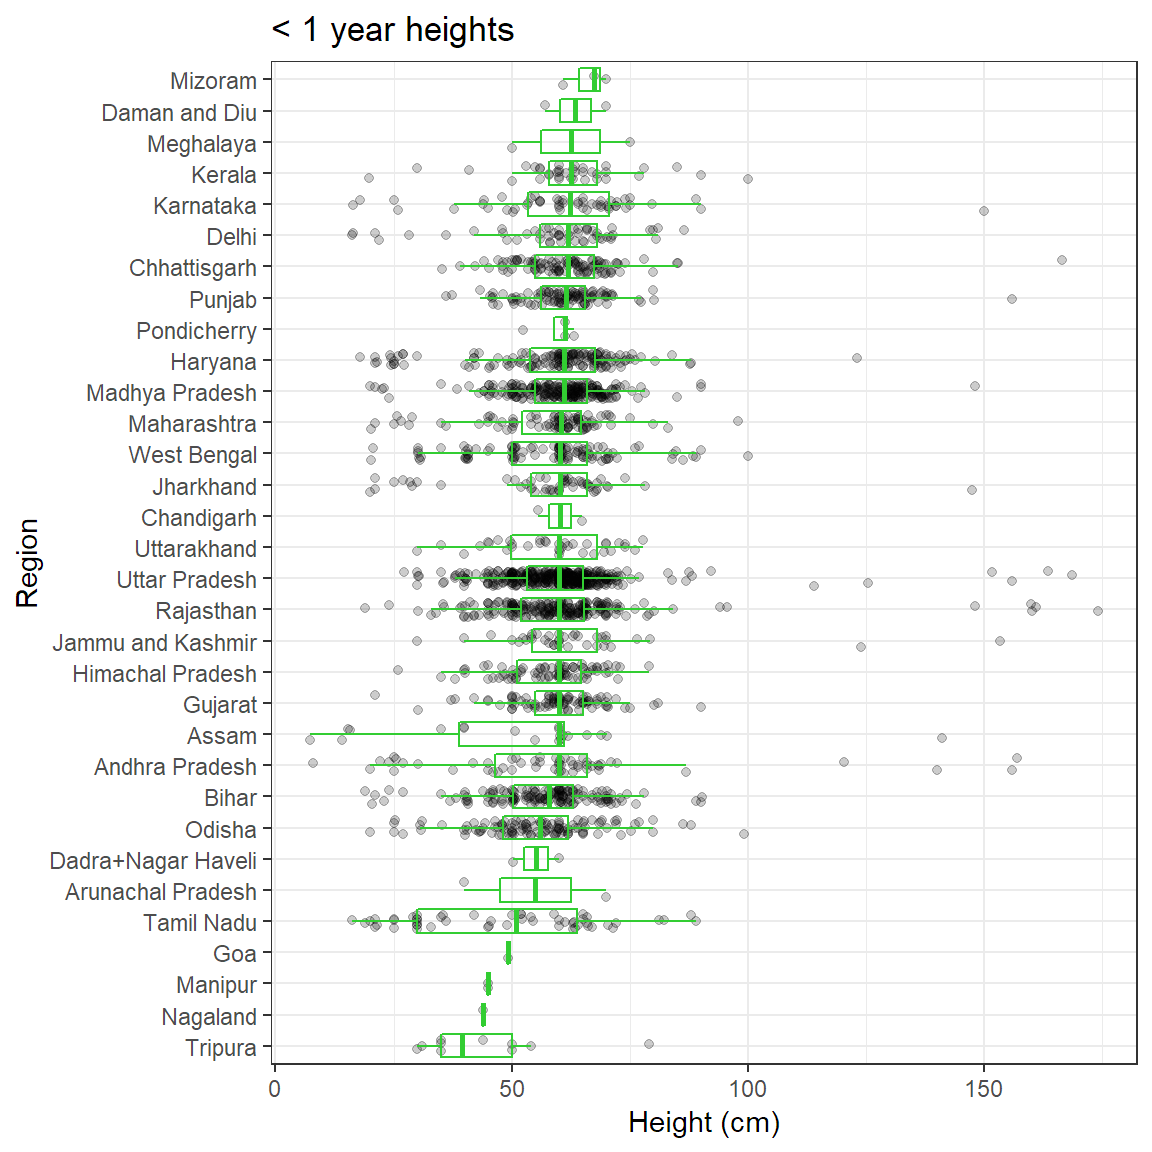 < 1 year heights
Mizoram
Daman and Diu
Meghalaya
Kerala
Karnataka
Delhi
Chhattisgarh
Punjab
Pondicherry
Haryana
Madhya Pradesh
Maharashtra
West Bengal
Jharkhand
Chandigarh
Uttarakhand
Uttar Pradesh
Rajasthan
Jammu and Kashmir
Himachal Pradesh
Gujarat
Assam
Andhra Pradesh
Bihar
Odisha
Dadra+Nagar Haveli
Arunachal Pradesh
Tamil Nadu
Goa
Manipur
Nagaland
Tripura
Region
0 50 100 150
Height (cm)